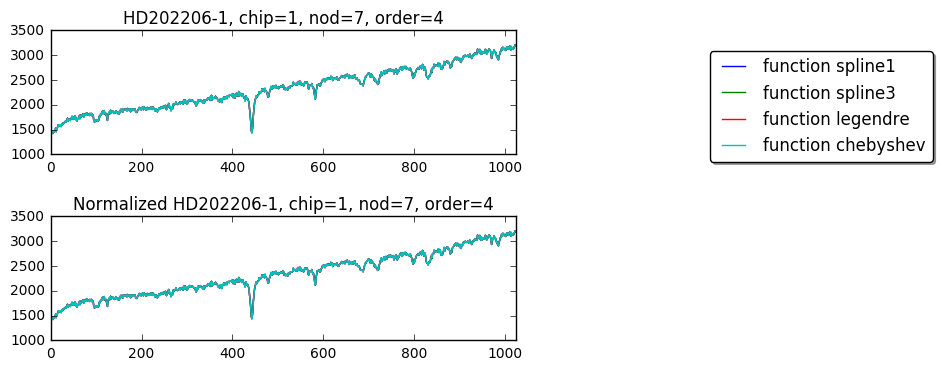 HD202206-1, chip=1, nod=7, order=4
3500
3000
2500
2000
1500
1000
0 200 400 600 800 1000
function spline1
function spline3
function legendre
function chebyshev
Normalized HD202206-1, chip=1, nod=7, order=4
3500
3000
2500
2000
1500
1000
0 200 400 600 800 1000